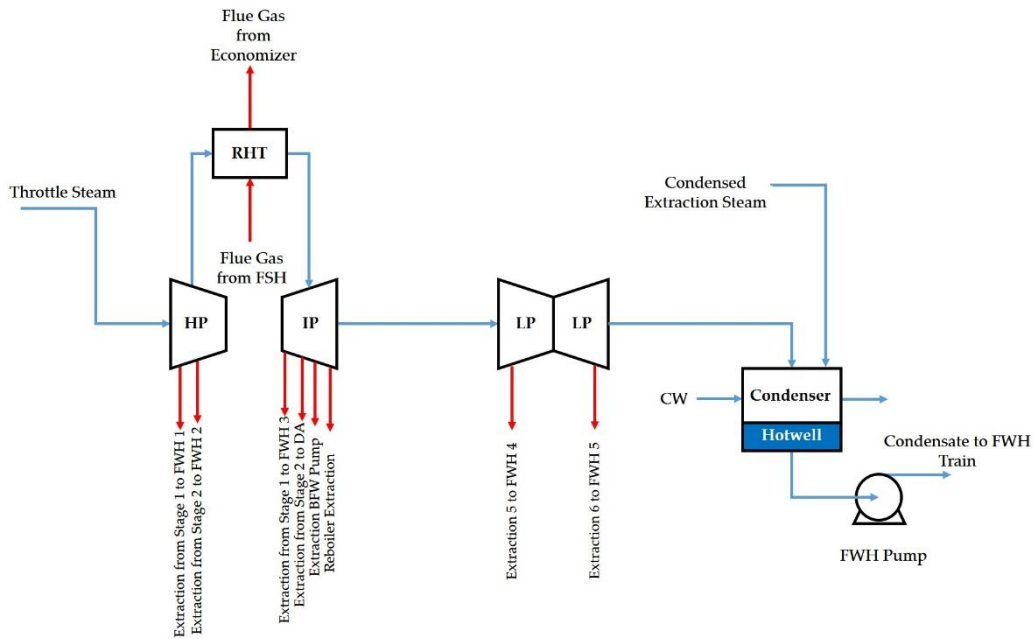 Flue Gas
from
Economizer
RHT
Throttle Steam
Flue Gas
from FSH
Condensed
Extraction Steam
HP
IP
LP
LP
CW
Condenser
Hotwell
Condensate to FWH
Train
FWH Pump
Extraction from Stage 1 to FWH 1
Extraction from Stage 2 to FWH 2
Extraction from Stage 1 to FWH 3
Extraction from Stage 2 to DA
Extraction BFW Pump
Reboiler Extraction
Extraction 5 to FWH 4
Extraction 6 to FWH 5